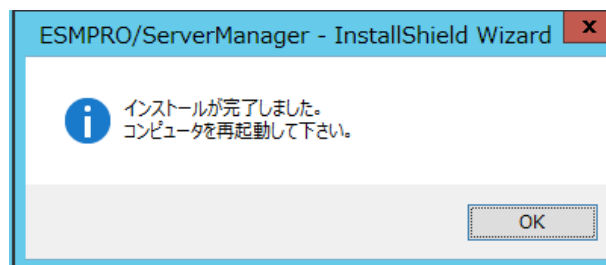 ESMPRO/ServerManager - InstallShield Wizard
インストールが完了しました。
コンピュータを再起動して下さい。
OK